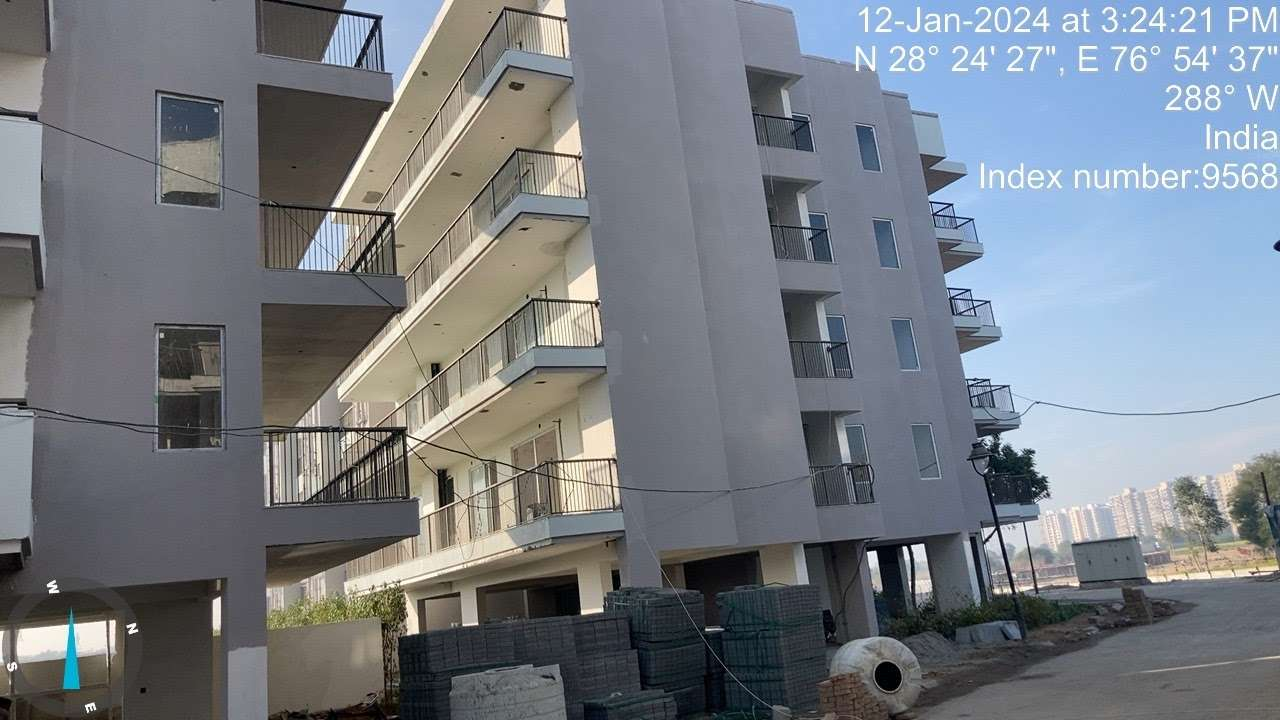 12-Jan-2024 at 3:24:21 PM
N 28° 24' 27", E 76° 54' 37"
288° W
India
Index number:9568
W
N
S
E